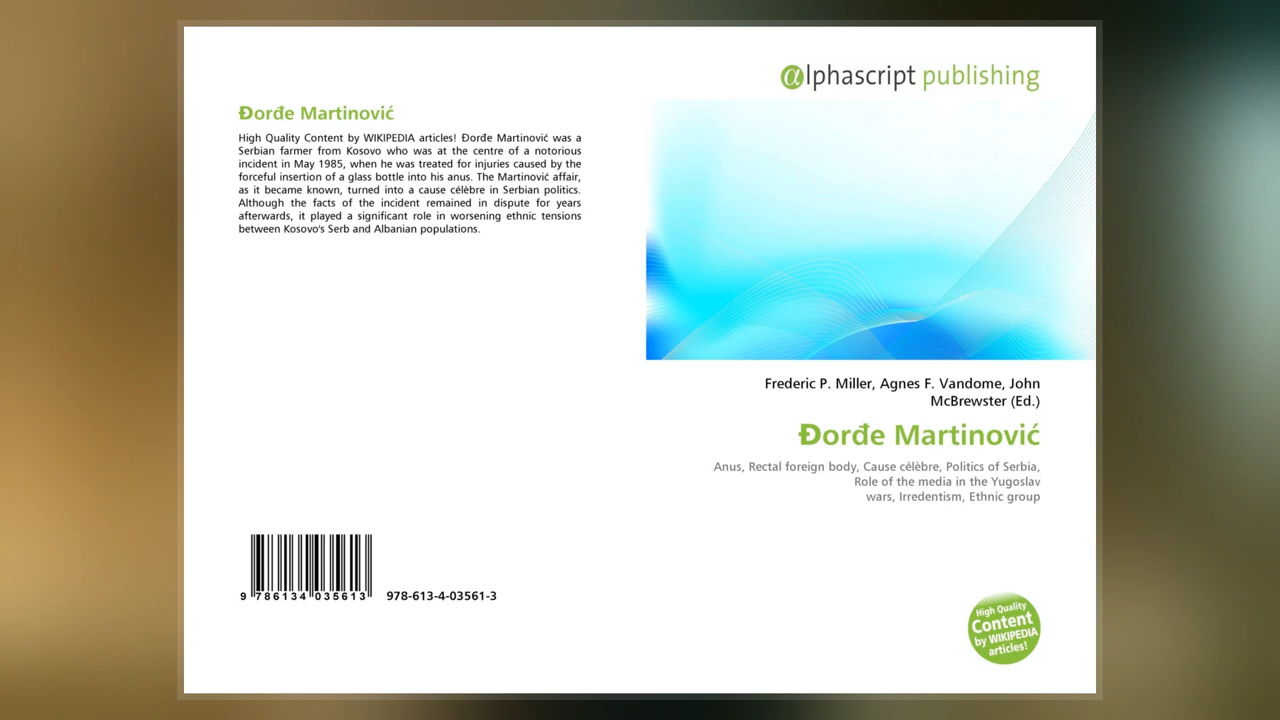 Đorđe Martinović
High Quality Content by WIKIPEDIA articles! Đorđe Martinović was a
Serbian farmer from Kosovo who was at the centre of a notorious
incident in May 1985, when he was treated for injuries caused by the
forceful insertion of a glass bottle into his anus. The Martinović affair,
as it became known, turned into a cause célèbre in Serbian politics.
Although the facts of the incident remained in dispute for years
afterwards, it played a significant role in worsening ethnic tensions
between Kosovo's Serb and Albanian populations.
9 786134 035613
978-613-4-03561-3
alphascript publishing
Frederic P. Miller, Agnes F. Vandome, John
McBrewster (Ed.)
Đorđe Martinović
Anus, Rectal foreign body, Cause célèbre, Politics of Serbia,
Role of the media in the Yugoslav
wars, Irredentism, Ethnic group
High Quality
Content
by WIKIPEDIA
articles!